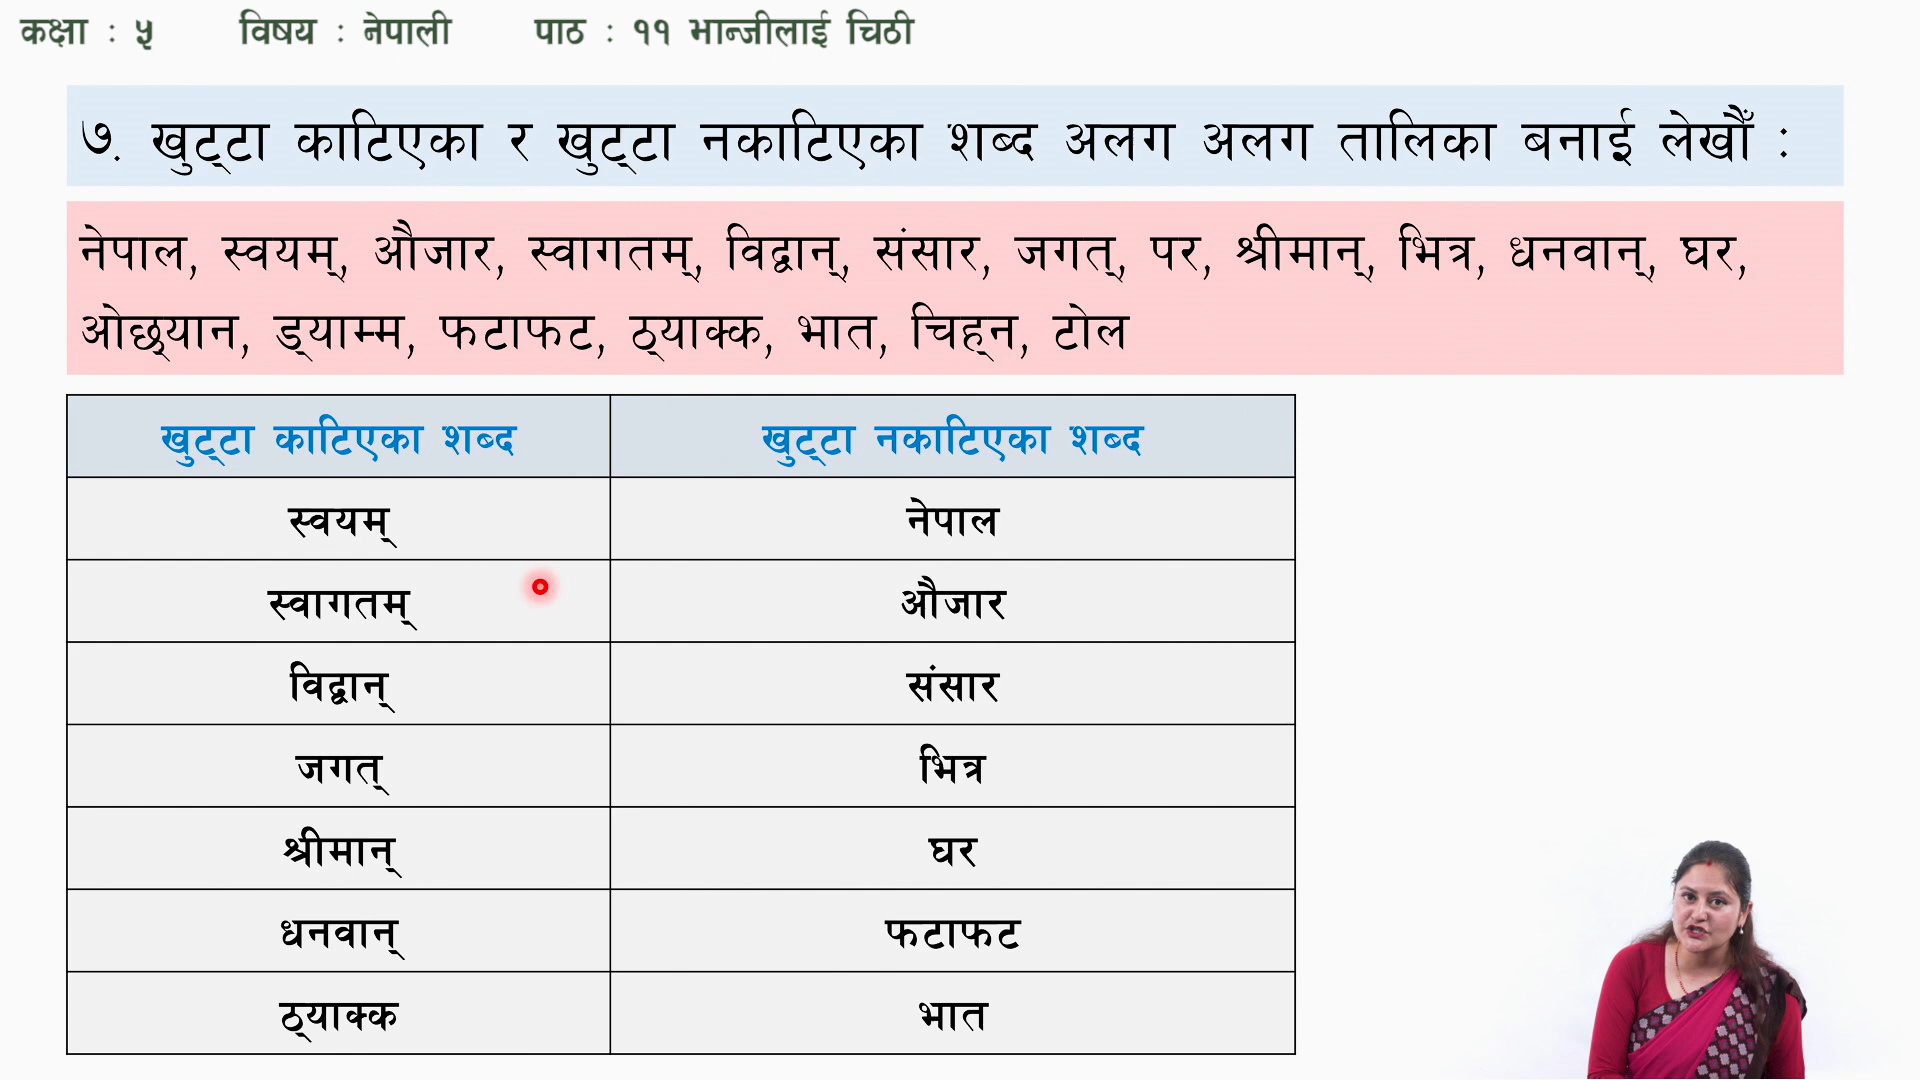 कक्षा : ५ विषय : नेपाली पाठ : ११ भान्जीलाई चिठी
७. खुट्टा काटिएका र खुट्टा नकाटिएका शब्द अलग अलग तालिका बनाई लेखौँ :
नेपाल, स्वयम्, औजार, स्वागतम्, विद्वान्, संसार, जगत्, पर, श्रीमान्, भित्र, धनवान्, घर,
ओछ्यान, ड्याम्म, फटाफट, ठ्याक्क, भात, चिह्न, टोल
खुट्टा काटिएका शब्द खुट्टा नकाटिएका शब्द
स्वयम् नेपाल
स्वागतम् औजार
विद्वान् संसार
जगत् भित्र
श्रीमान् घर
धनवान् फटाफट
ठ्याक्क भात